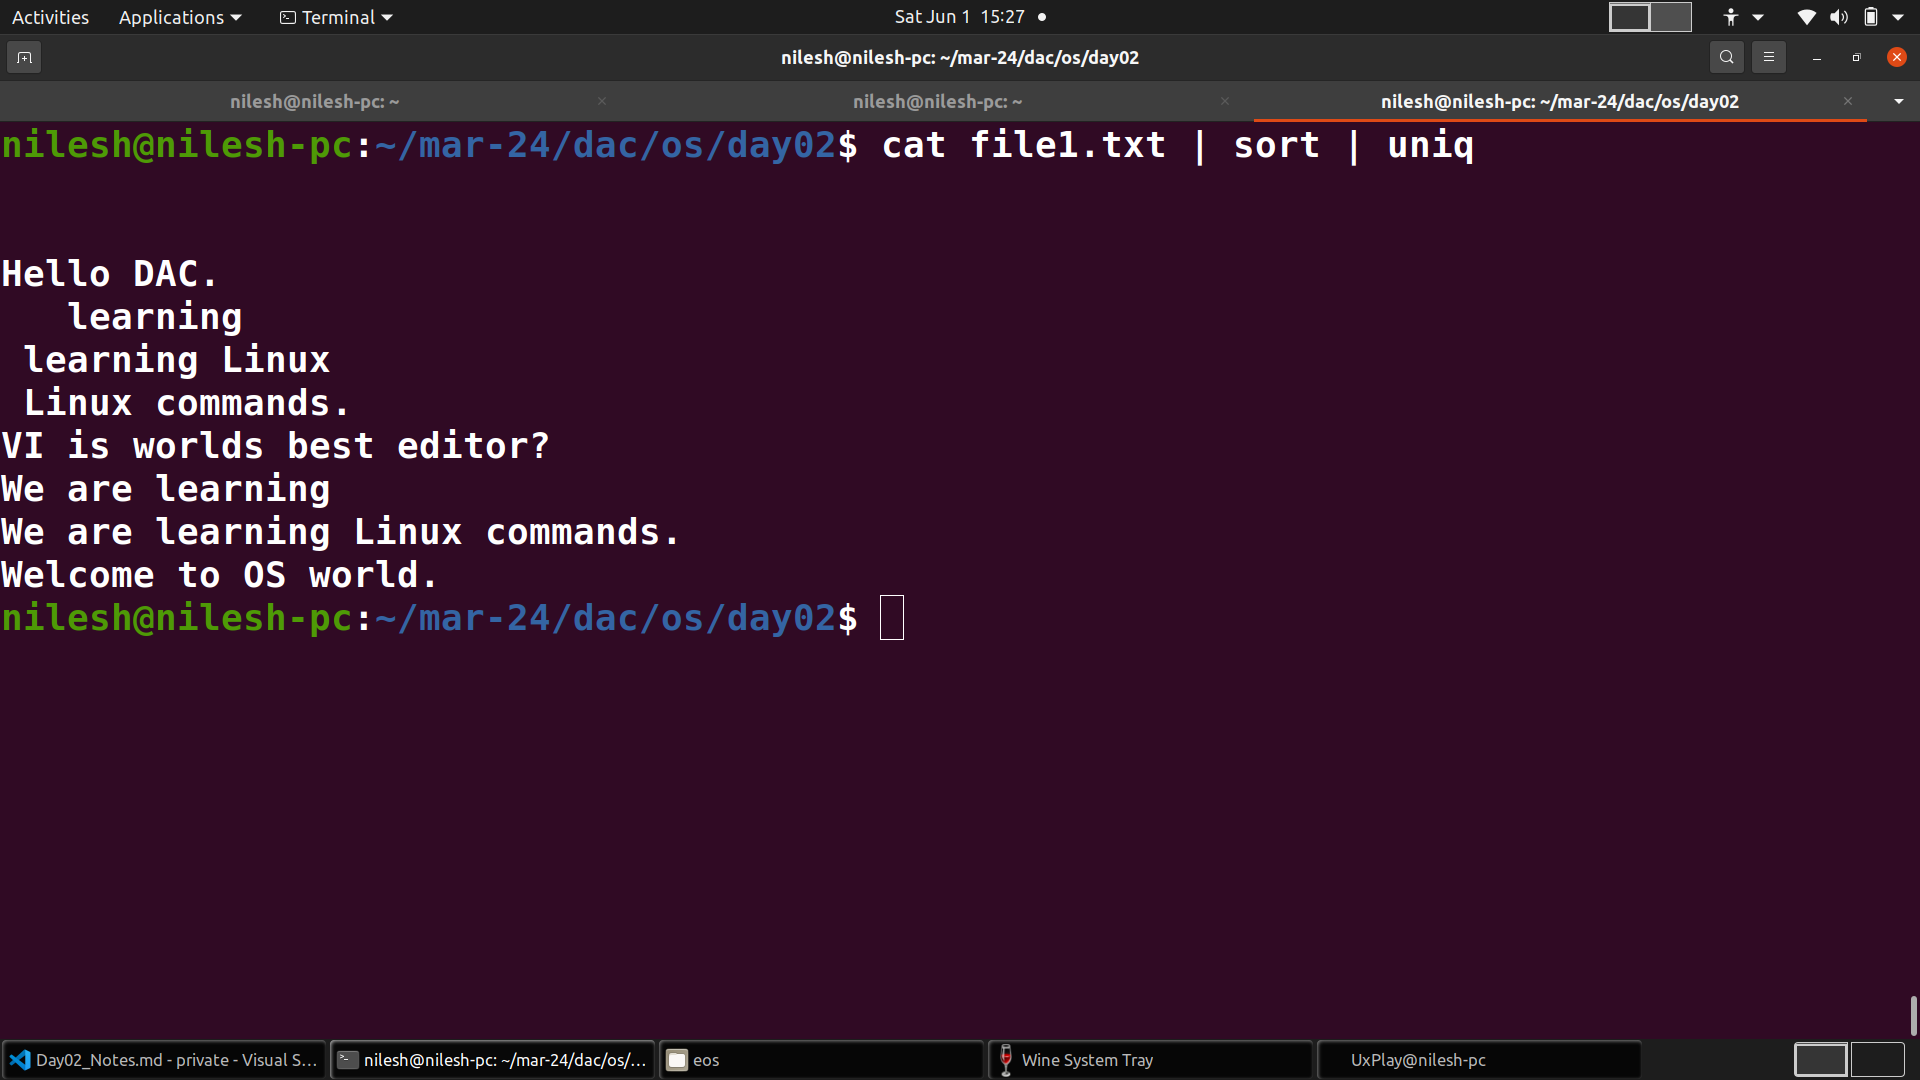 Activities Applications Terminal Sat Jun 1 15:27
nilesh@nilesh-pc: ~/mar-24/dac/os/day02
nilesh@nilesh-pc: ~ nilesh@nilesh-pc: ~ nilesh@nilesh-pc: ~/mar-24/dac/os/day02
nilesh@nilesh-pc:~/mar-24/dac/os/day02$ cat file1.txt | sort | uniq
Hello DAC.
   learning
 learning Linux
 Linux commands.
VI is worlds best editor?
We are learning
We are learning Linux commands.
Welcome to OS world.
nilesh@nilesh-pc:~/mar-24/dac/os/day02$
Day02_Notes.md - private - Visual S... nilesh@nilesh-pc: ~/mar-24/dac/os/... eos Wine System Tray UxPlay@nilesh-pc